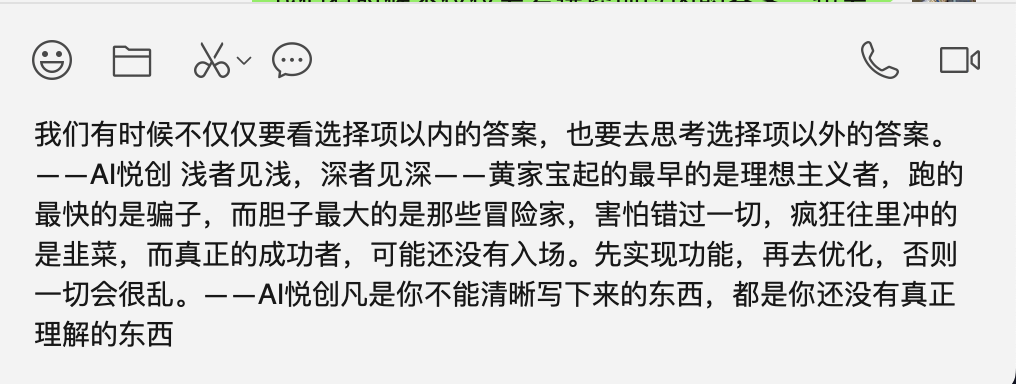 我们有时候不仅仅要看选择项以内的答案，也要去思考选择项以外的答案。
——AI悦创 浅者见浅，深者见深——黄家宝起的最早的是理想主义者，跑的
最快的是骗子，而胆子最大的是那些冒险家，害怕错过一切，疯狂往里冲的
是韭菜，而真正的成功者，可能还没有入场。先实现功能，再去优化，否则
一切会很乱。——AI悦创凡是你不能清晰写下来的东西，都是你还没有真正
理解的东西